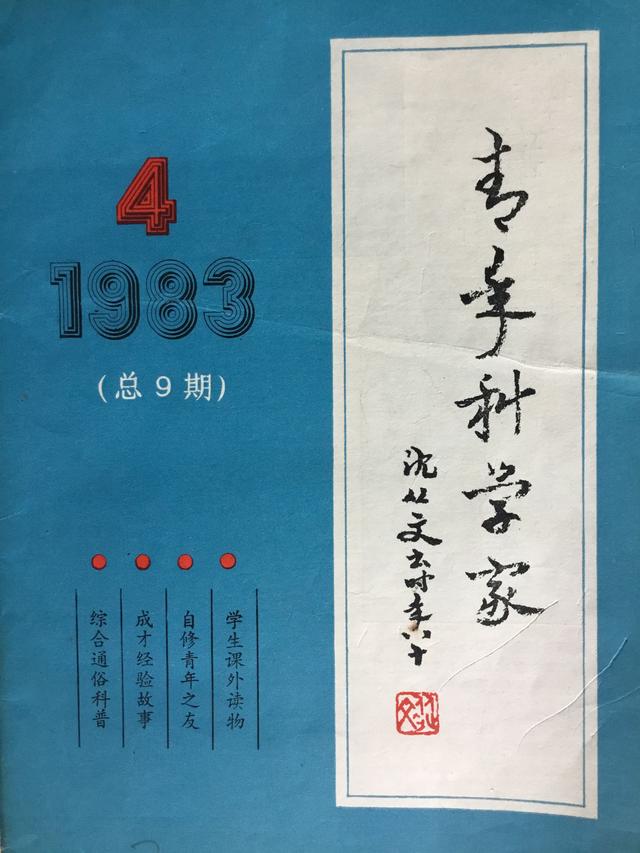 4
1983
(总9期)
青年科学家
沈从文书时年八十
学生课外读物
自修青年之友
成才经验故事
综合通俗科普